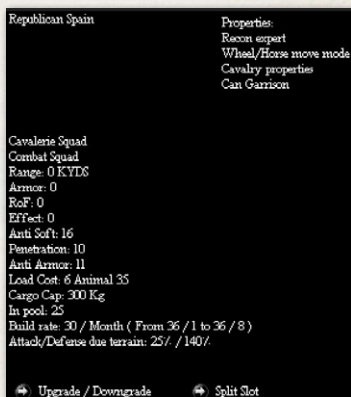 Republican Spain
Properties:
Recon expert
Wheel/Horse move mode
Cavalry properties
Can Garrison
Cavalerie Squad
Combat Squad
Range: 0 KYDS
Armor: 0
RoF: 0
Effect: 0
Anti Soft: 16
Penetration: 10
Anti Armor: 11
Load Cost: 6 Animal 35
Cargo Cap: 300 Kg
In pool: 25
Build rate: 30 / Month ( From 36 / 1 to 36 / 8 )
Attack/Defense due terrain: 25% / 140%
Upgrade / Downgrade
Split Slot